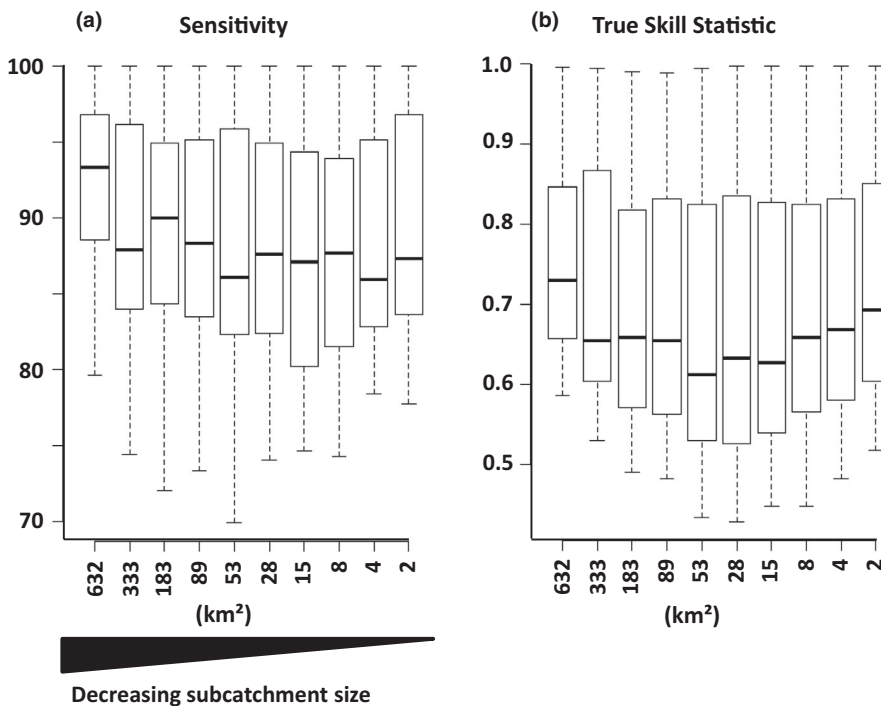 (a) Sensitivity
100
90
80
70
632 333 183 89 53 28 15 8 4 2
(km²)
Decreasing subcatchment size
(b) True Skill Statistic
1.0
0.9
0.8
0.7
0.6
0.5
632 333 183 89 53 28 15 8 4 2
(km²)